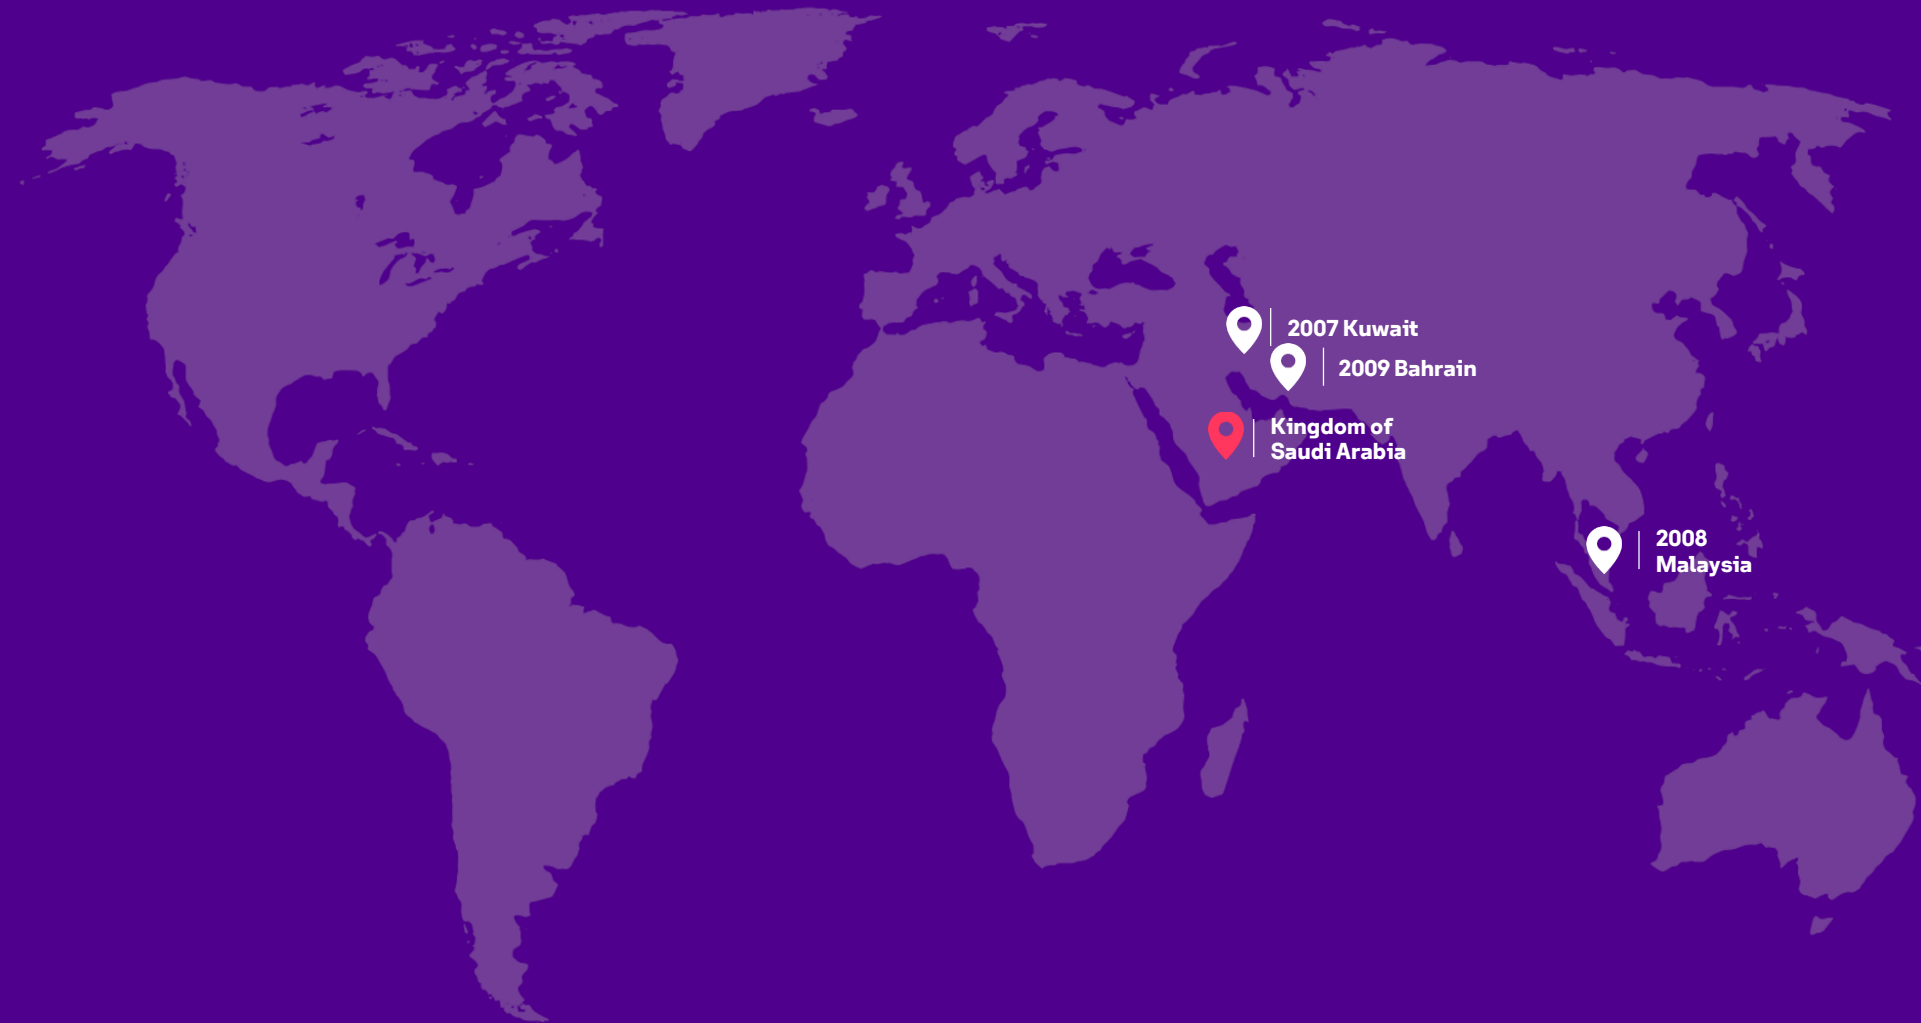 2007 Kuwait
2009 Bahrain
Kingdom of
Saudi Arabia
2008
Malaysia